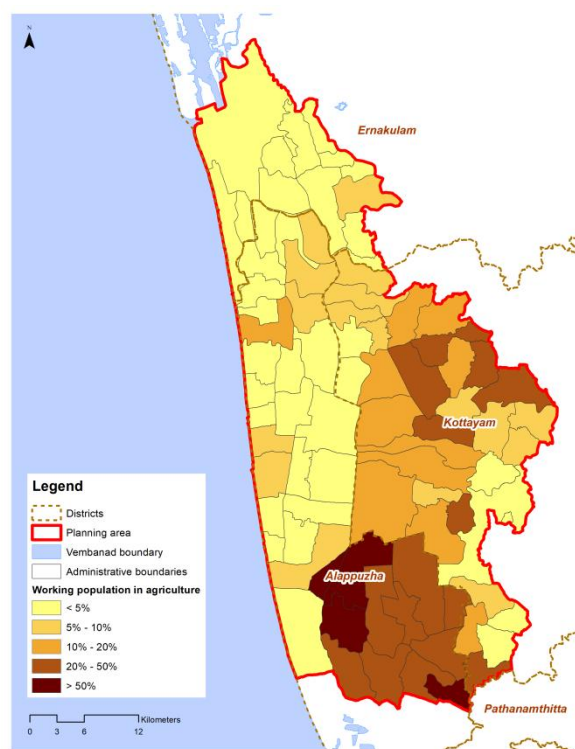 N
Ernakulam
Kottayam
Alappuzha
Pathanamthitta
Legend
Districts
Planning area
Vembanad boundary
Administrative boundaries
Working population in agriculture
< 5%
5% - 10%
10% - 20%
20% - 50%
> 50%
Kilometers
0 3 6 12